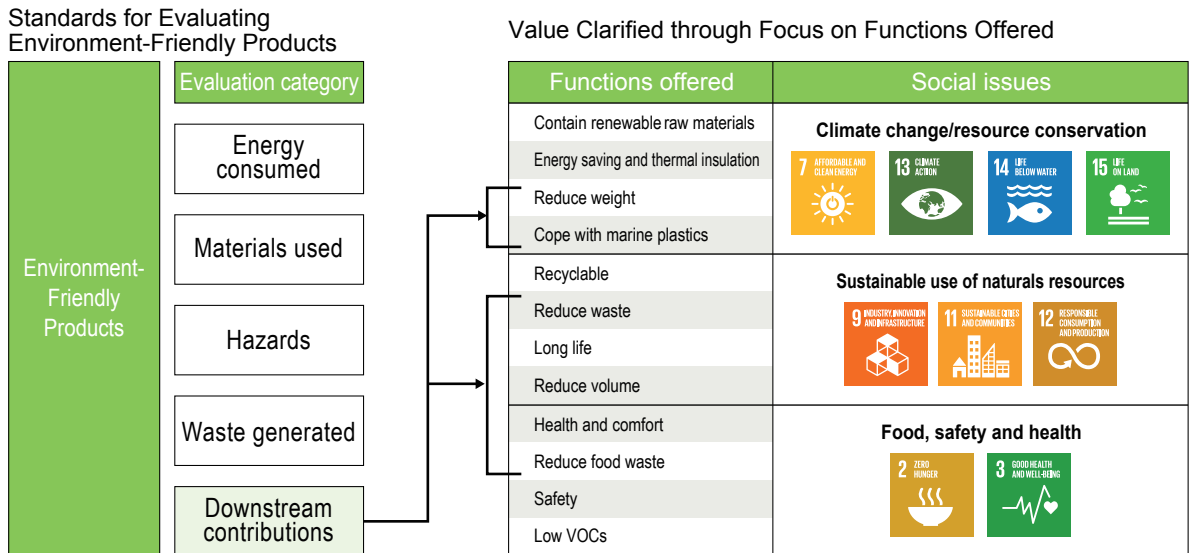 Standards for Evaluating
Environment-Friendly Products
Environment-
Friendly
Products
Evaluation category
Energy
consumed
Materials used
Hazards
Waste generated
Downstream
contributions
Value Clarified through Focus on Functions Offered
Functions offered
Social issues
Contain renewable raw materials
Energy saving and thermal insulation
Reduce weight
Cope with marine plastics
Climate change/resource conservation
7 AFFORDABLE AND
CLEAN ENERGY
13 CLIMATE
ACTION
14 LIFE
BELOW WATER
15 LIFE
ON LAND
Recyclable
Reduce waste
Long life
Reduce volume
Sustainable use of naturals resources
9 INDUSTRY, INNOVATION
AND INFRASTRUCTURE
11 SUSTAINABLE CITIES
AND COMMUNITIES
12 RESPONSIBLE
CONSUMPTION
AND PRODUCTION
Health and comfort
Reduce food waste
Safety
Low VOCs
Food, safety and health
2 ZERO
HUNGER
3 GOOD HEALTH
AND WELL-BEING